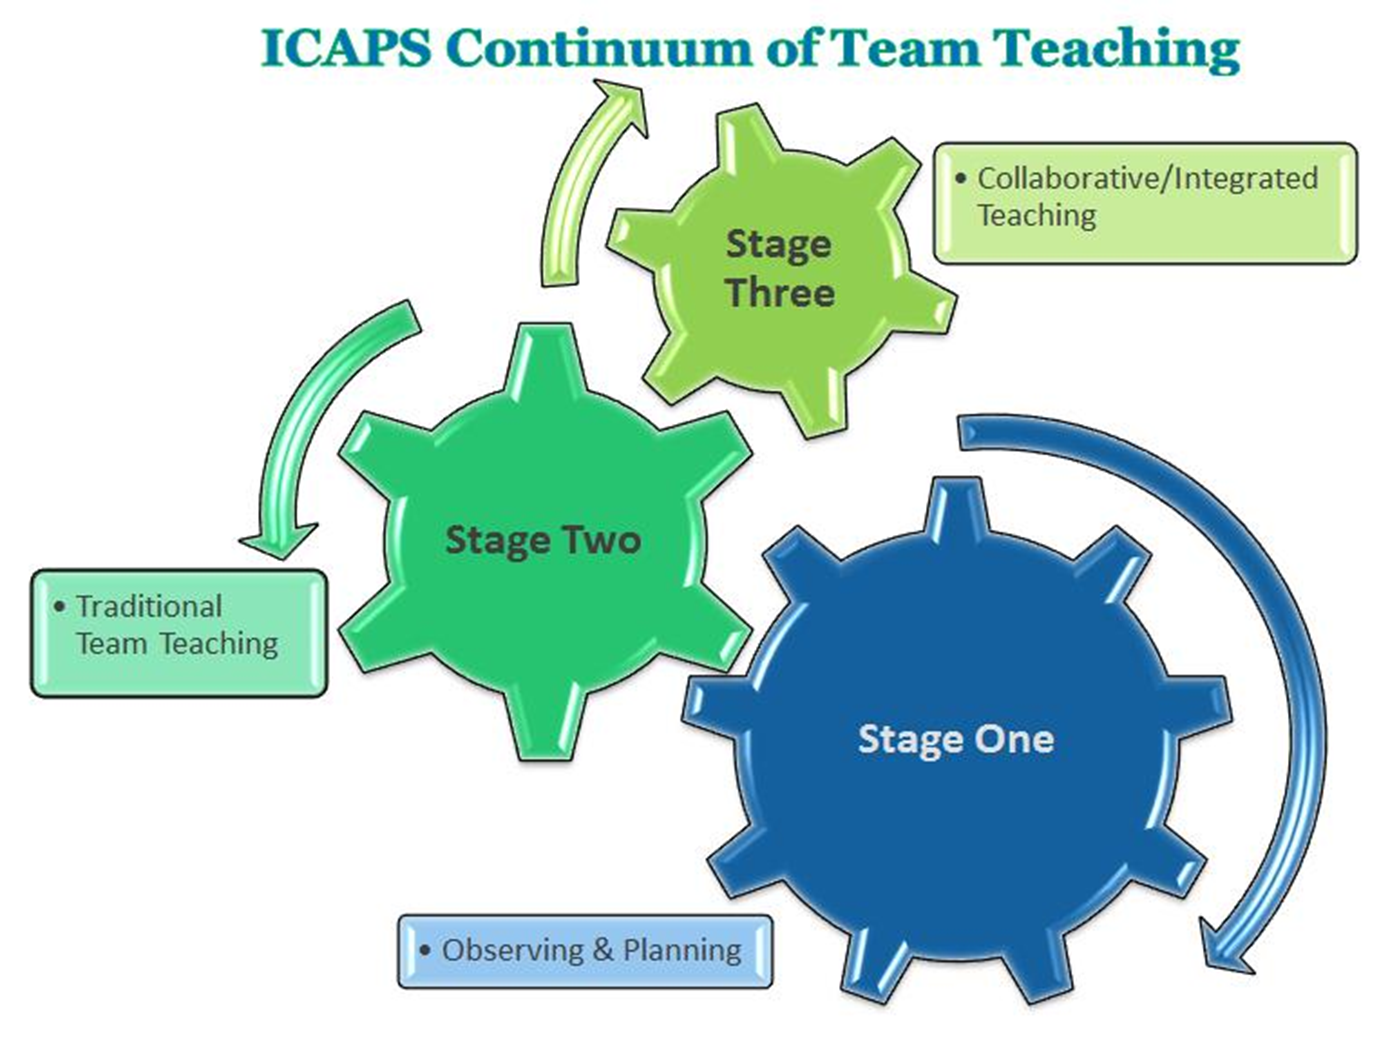 ICAPS Continuum of Team Teaching
Stage
Three
• Collaborative/Integrated
Teaching
Stage Two
• Traditional
Team Teaching
Stage One
• Observing & Planning